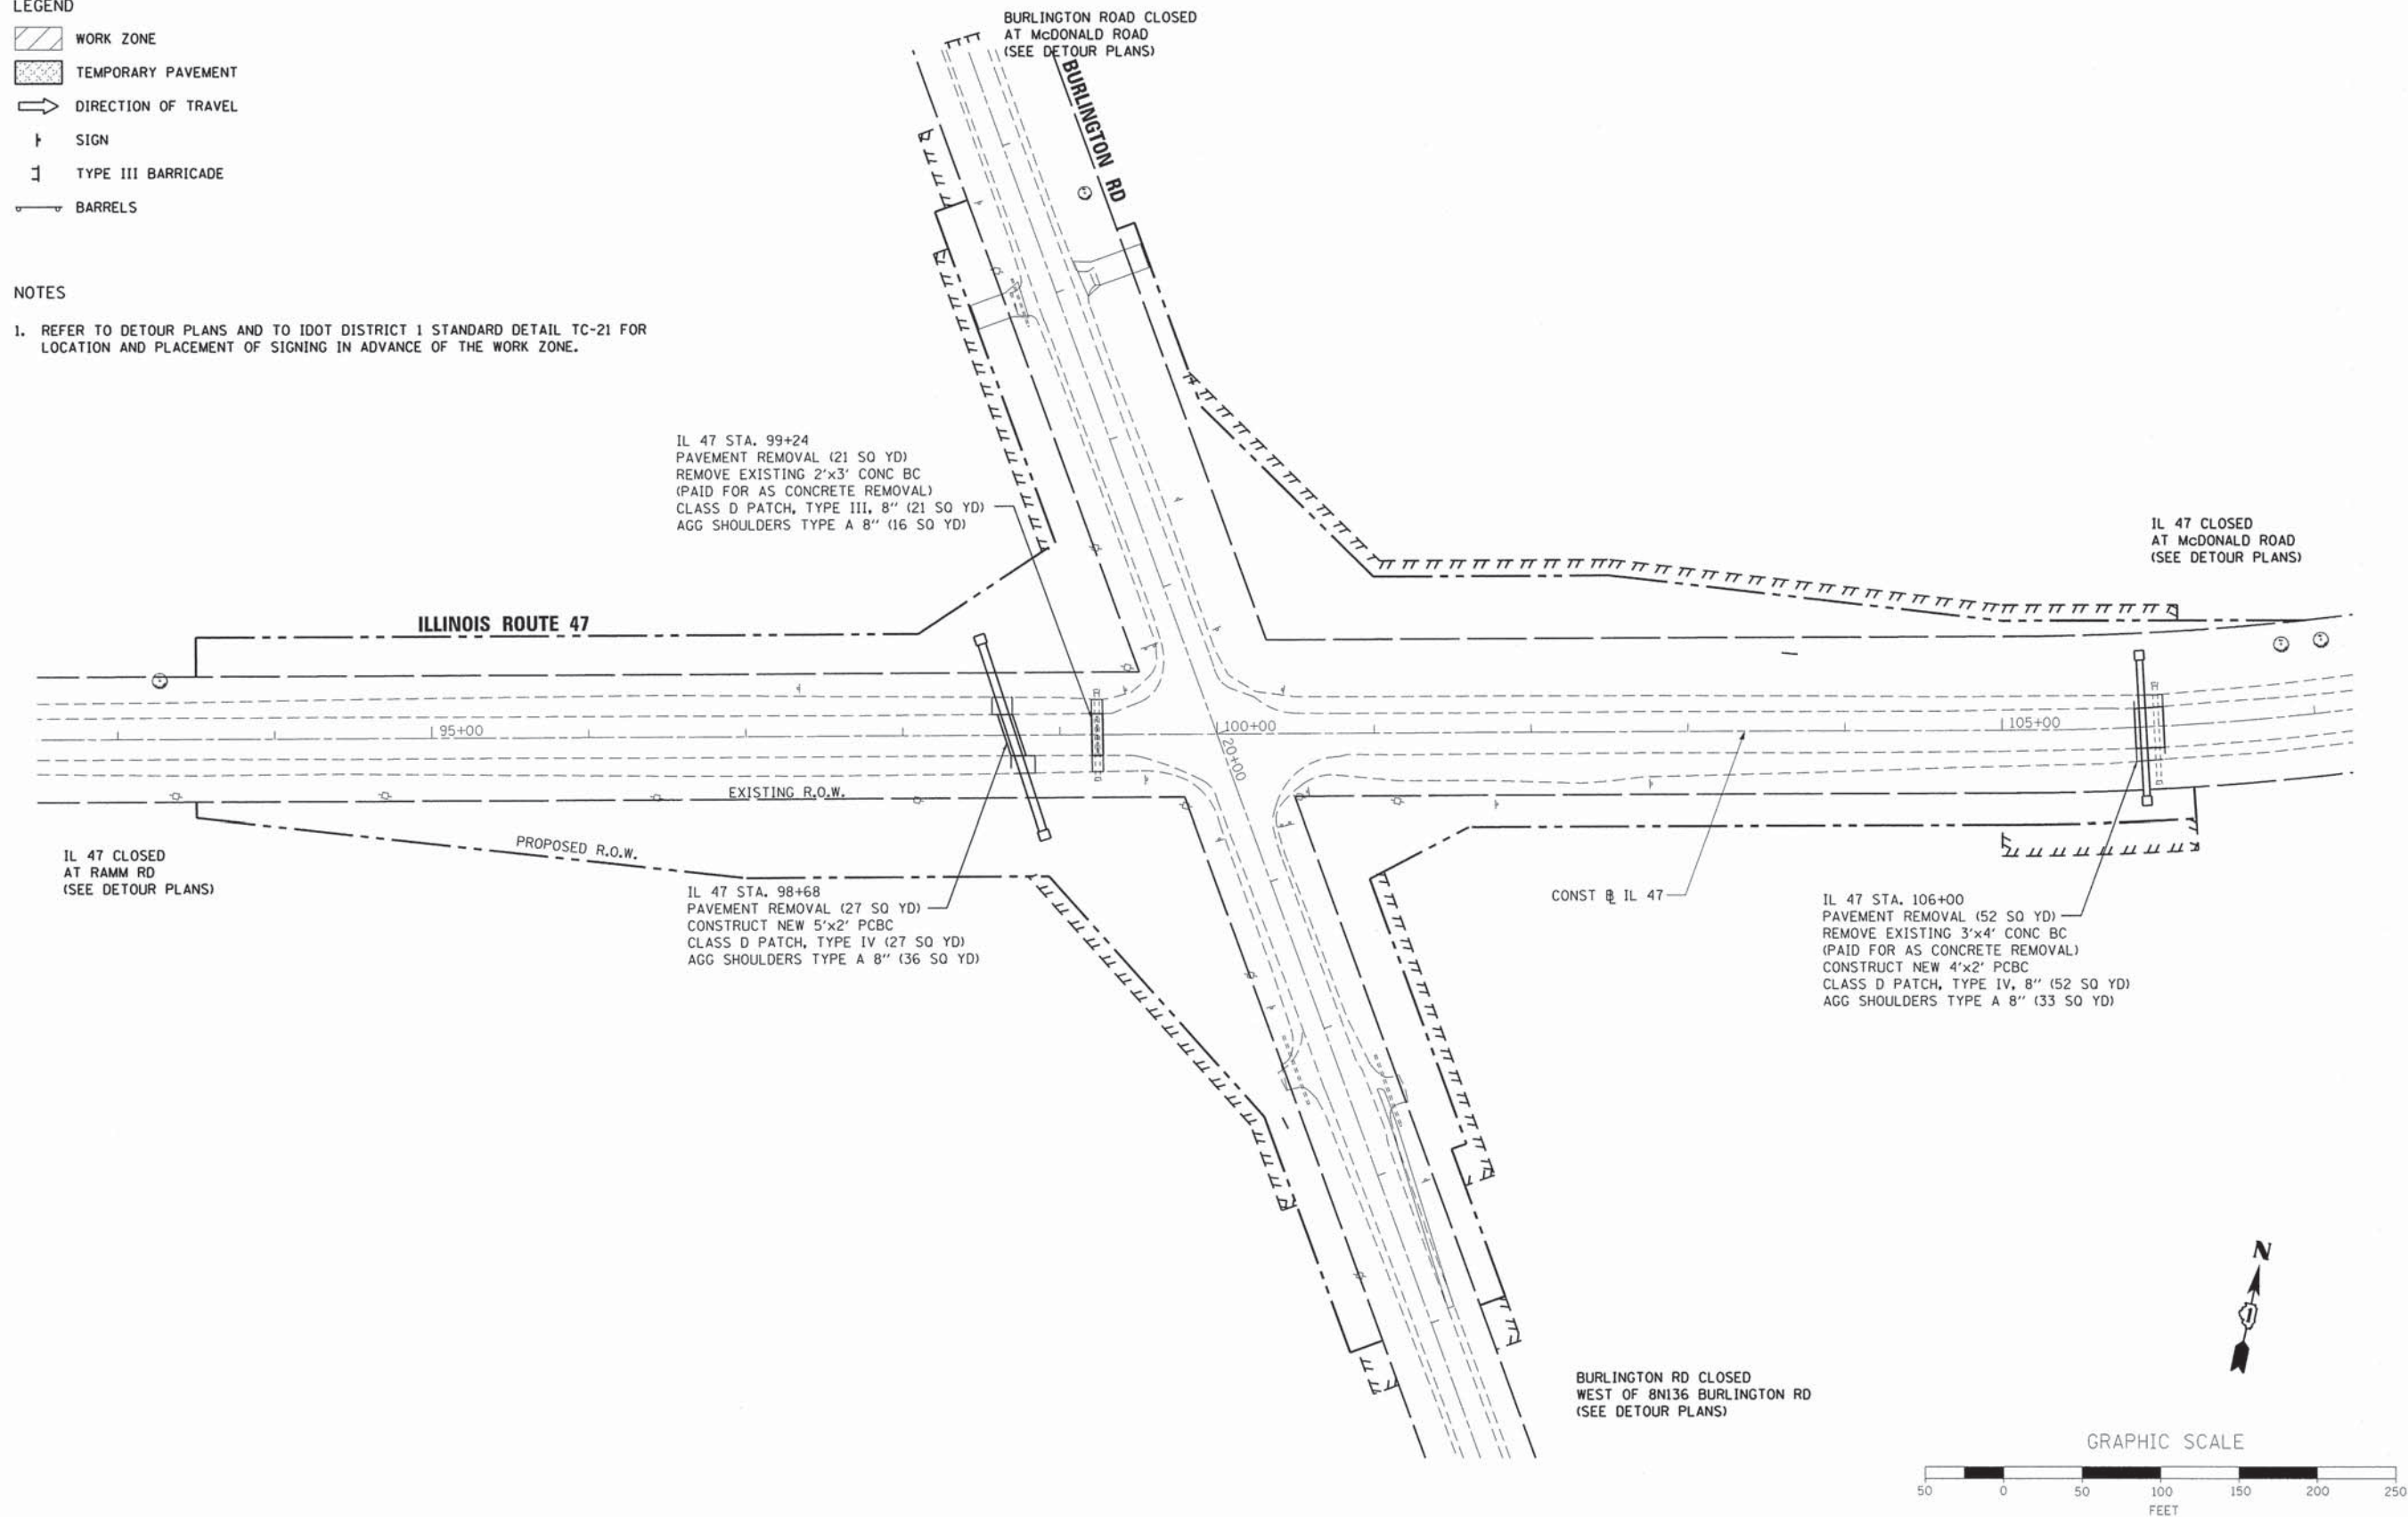 LEGEND
WORK ZONE
TEMPORARY PAVEMENT
DIRECTION OF TRAVEL
SIGN
TYPE III BARRICADE
BARRELS
NOTES
1. REFER TO DETOUR PLANS AND TO IDOT DISTRICT 1 STANDARD DETAIL TC-21 FOR
LOCATION AND PLACEMENT OF SIGNING IN ADVANCE OF THE WORK ZONE.
BURLINGTON ROAD CLOSED
AT McDONALD ROAD
(SEE DETOUR PLANS)
BURLINGTON RD
IL 47 STA. 99+24
PAVEMENT REMOVAL (21 SQ YD)
REMOVE EXISTING 2'x3' CONC BC
(PAID FOR AS CONCRETE REMOVAL)
CLASS D PATCH, TYPE III, 8" (21 SQ YD)
AGG SHOULDERS TYPE A 8" (16 SQ YD)
IL 47 CLOSED
AT McDONALD ROAD
(SEE DETOUR PLANS)
ILLINOIS ROUTE 47
95+00
100+00
105+00
20+00
EXISTING R.O.W.
PROPOSED R.O.W.
IL 47 CLOSED
AT RAMM RD
(SEE DETOUR PLANS)
IL 47 STA. 98+68
PAVEMENT REMOVAL (27 SQ YD)
CONSTRUCT NEW 5'x2' PCBC
CLASS D PATCH, TYPE IV (27 SQ YD)
AGG SHOULDERS TYPE A 8" (36 SQ YD)
CONST ⅊ IL 47
IL 47 STA. 106+00
PAVEMENT REMOVAL (52 SQ YD)
REMOVE EXISTING 3'x4' CONC BC
(PAID FOR AS CONCRETE REMOVAL)
CONSTRUCT NEW 4'x2' PCBC
CLASS D PATCH, TYPE IV, 8" (52 SQ YD)
AGG SHOULDERS TYPE A 8" (33 SQ YD)
N
1
BURLINGTON RD CLOSED
WEST OF 8N136 BURLINGTON RD
(SEE DETOUR PLANS)
GRAPHIC SCALE
50 0 50 100 150 200 250
FEET